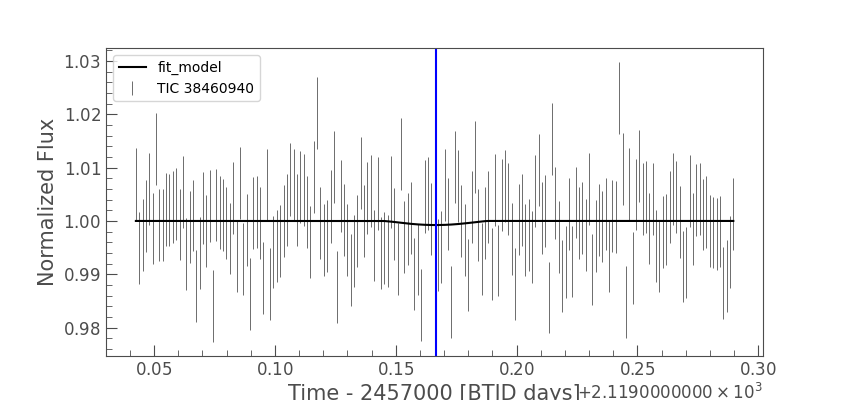 fit_model
TIC 38460940
Normalized Flux
1.03
1.02
1.01
1.00
0.99
0.98
0.05 0.10 0.15 0.20 0.25 0.30
Time - 2457000 [BTJD days]
+2.1190000000 × 10³